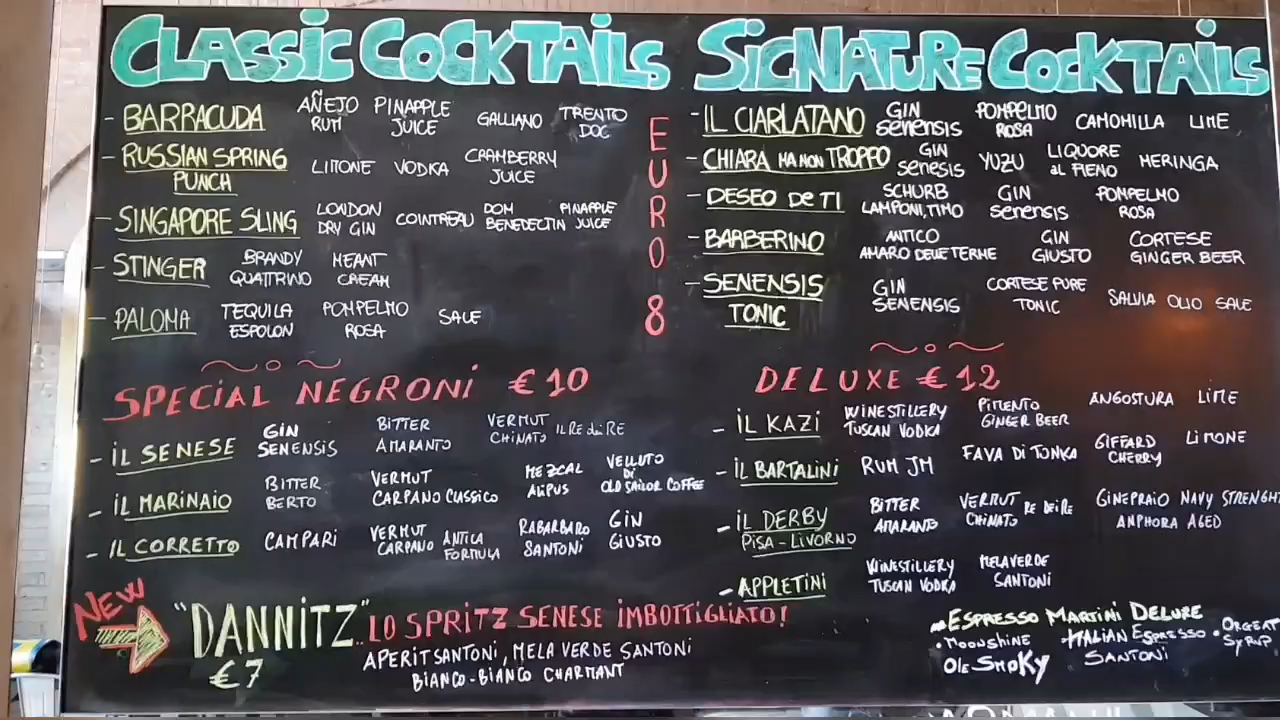 CLASSIC COCKTAILS
- BARRACUDA AÑEJO RUM PINAPPLE JUICE GALLIANO TRENTO DOC
RUSSIAN SPRING PUNCH LIMONE VODKA CRAMBERRY JUICE
- SINGAPORE SLING LONDON DRY GIN COINTREAU DOM BENEDECTIN PINAPPLE JUICE
- STINGER BRANDY QUATTRINO MEANT CREAM
- PALOMA TEQUILA ESPOLON POMPELMO ROSA SALE
EURO 8
SIGNATURE COCKTAILS
- IL CIARLATANO GIN senensis POMPELMO ROSA CAMOMILLA LIME
- CHIARA HA NON TROPPO GIN senesis YUZU LIQUORE al FIENO MERINGA
- DESEO De TI SCHURB LAMPONI, TIMO GIN senensis POMPELMO ROSA
- BARBERINO ANTICO AMARO DELLE TERME GIN GIUSTO CORTESE GINGER BEER
- SENENSIS TONIC GIN SENENSIS CORTESE PURE TONIC SALVIA OLIO SALE
SPECIAL NEGRONI €10
- IL SENESE GIN SENENSIS BITTER AMARANTO VERMUT CHINATO IL RE dei RE
- IL MARINAIO BITTER BERTO VERMUT CARPANO CLASSICO MEZCAL ALIPUS VELLUTO DI OLD SAILOR COFFEE
- IL CORRETTO CAMPARI VERMUT CARPANO ANTICA FORMULA RABARBARO SANTONI GIN GIUSTO
DELUXE €12
- IL KAZI WINESTILLERY TUSCAN VODKA PIMENTO GINGER BEER ANGOSTURA LIME
- IL BARTALINI RUM JM FAVA DI TONKA GIFFARD CHERRY LIMONE
- IL DERBY PISA-LIVORNO BITTER AMARANTO VERMUT CHINATO RE dei RE GINEPRAIO NAVY STRENGHT ANPHORA AGED
- APPLETINI WINESTILLERY TUSCAN VODKA MELAVERDE SANTONI
NEW
"DANNITZ" .. LO SPRITZ SENESE IMBOTTIGLIATO!
€7
APERITSANTONI, MELA VERDE SANTONI
BIANCO-BIANCO CHARMANT
ESPRESSO MARTINI DELUXE
• MOONSHINE OLE SMOKY ITALIAN ESPRESSO SANTONI • ORGEAT SYRUP